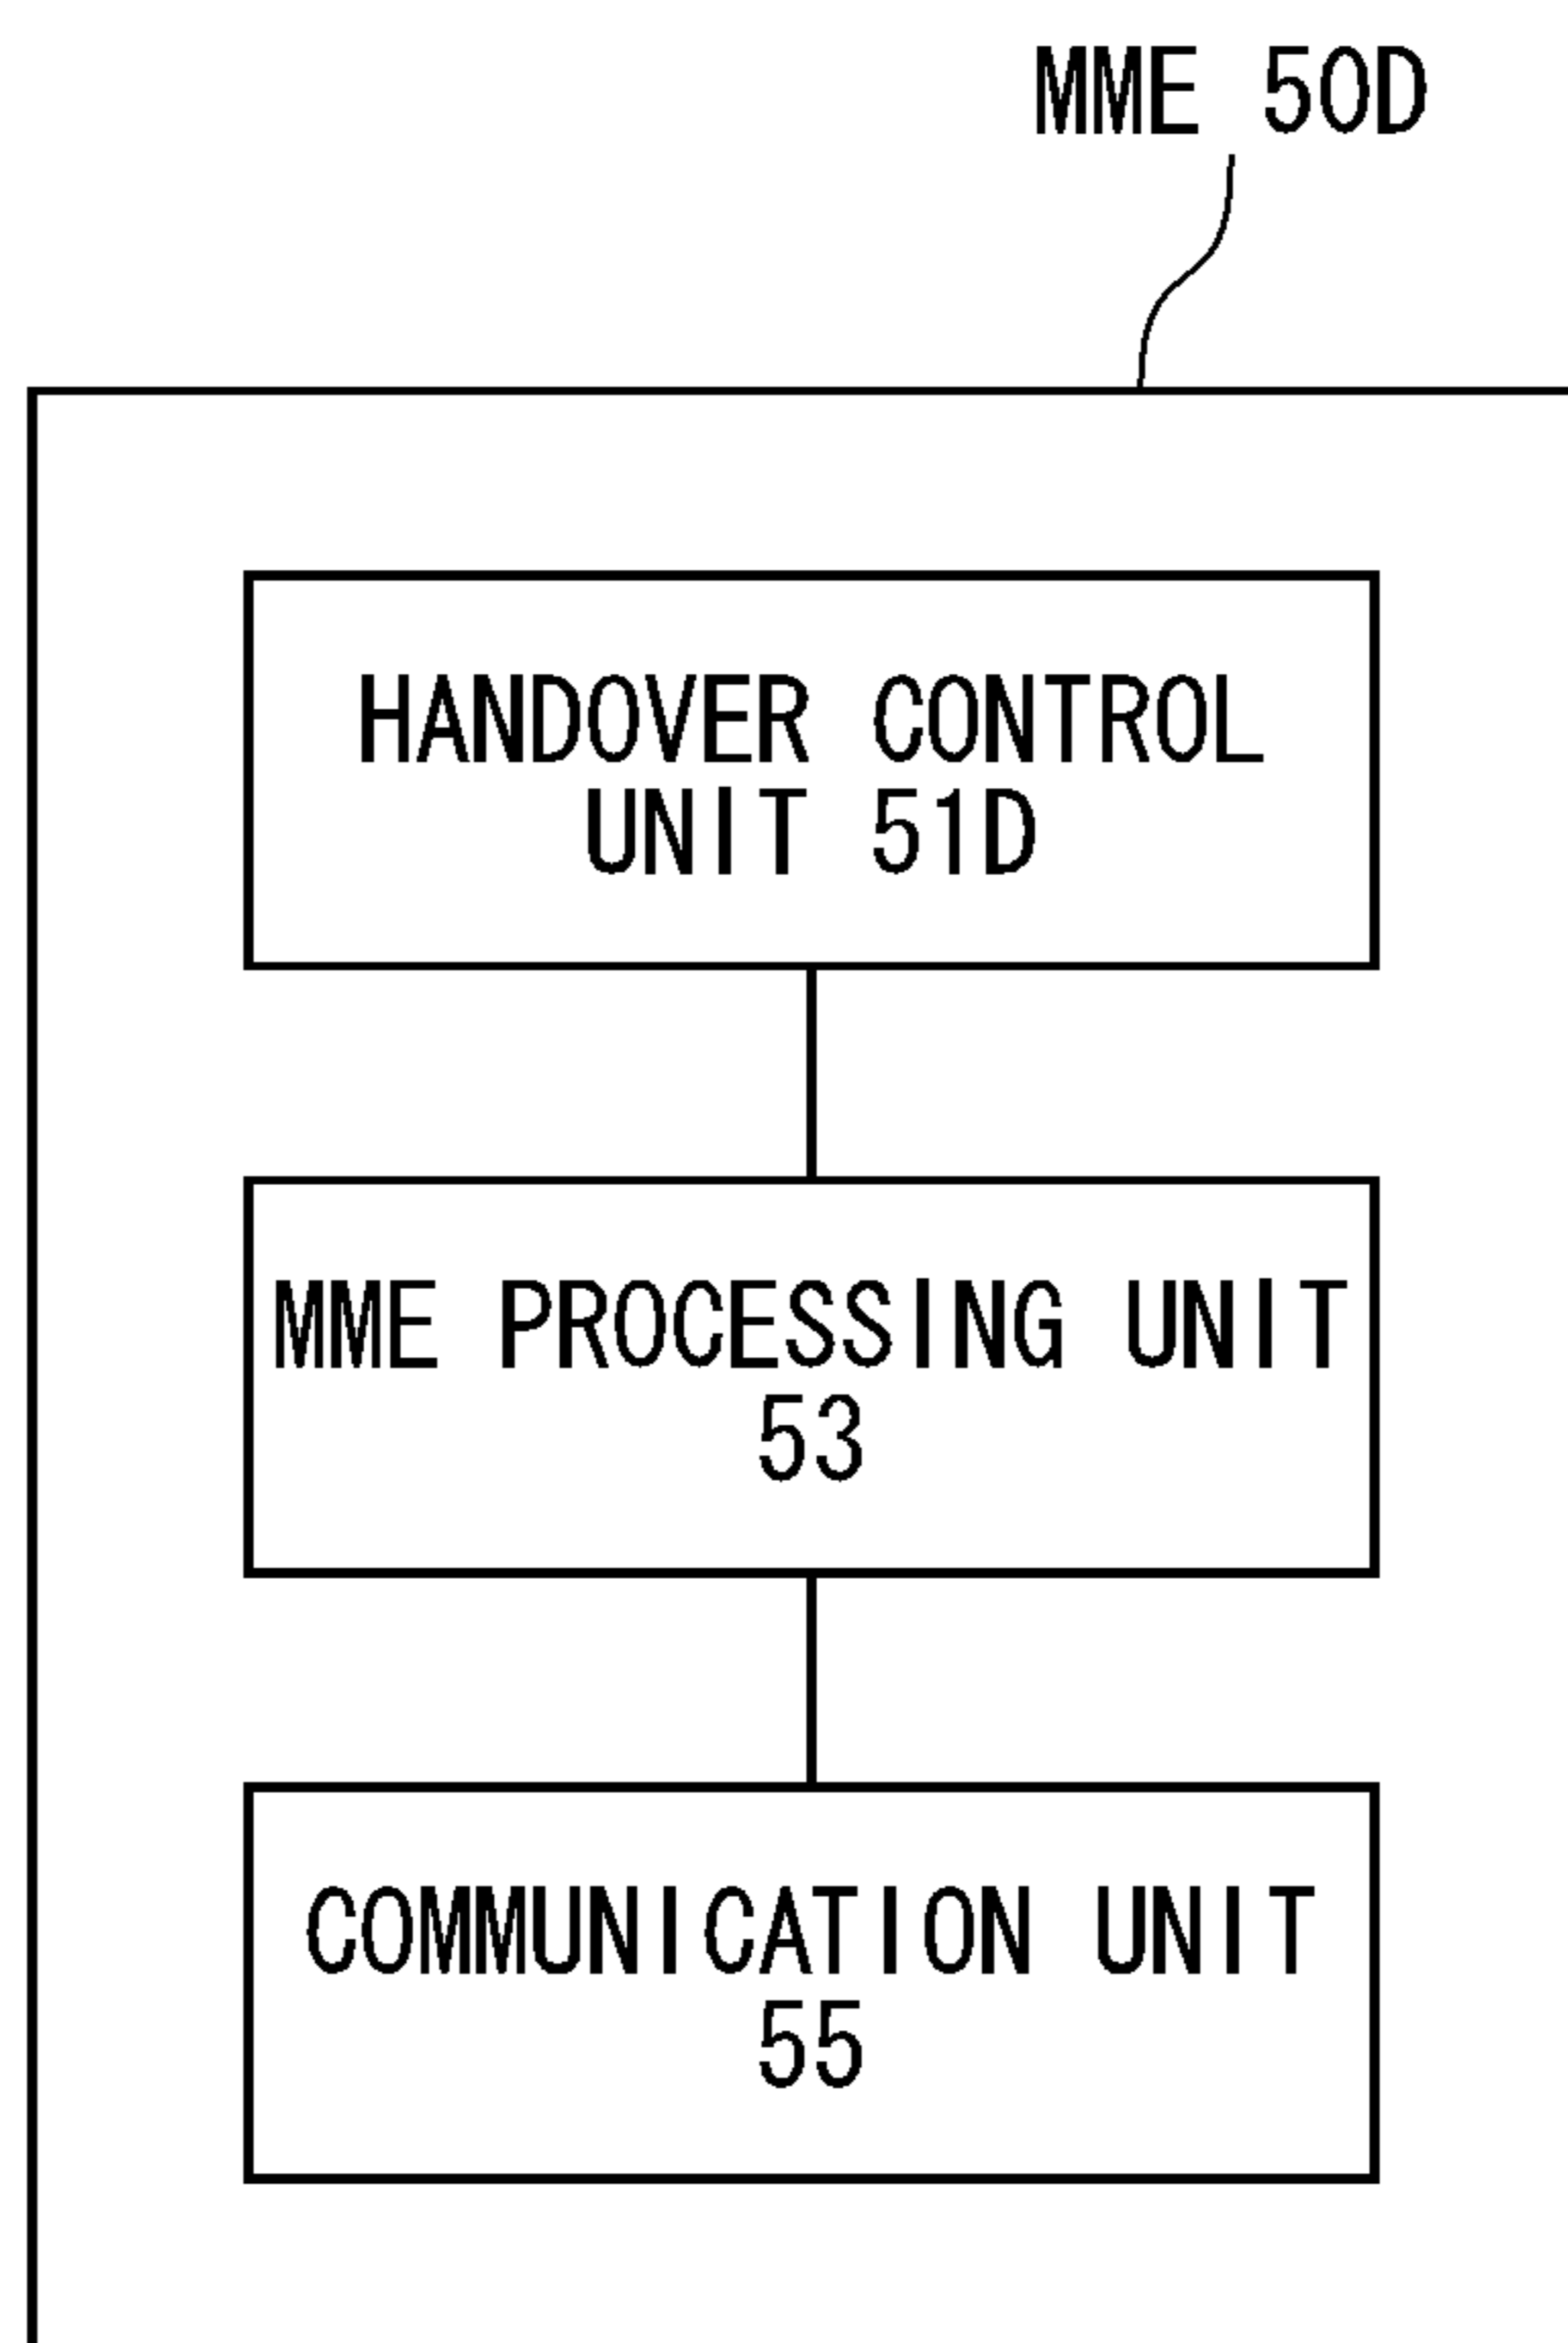 MME 50D
HANDOVER CONTROL
UNIT 51D
MME PROCESSING UNIT
53
COMMUNICATION UNIT
55